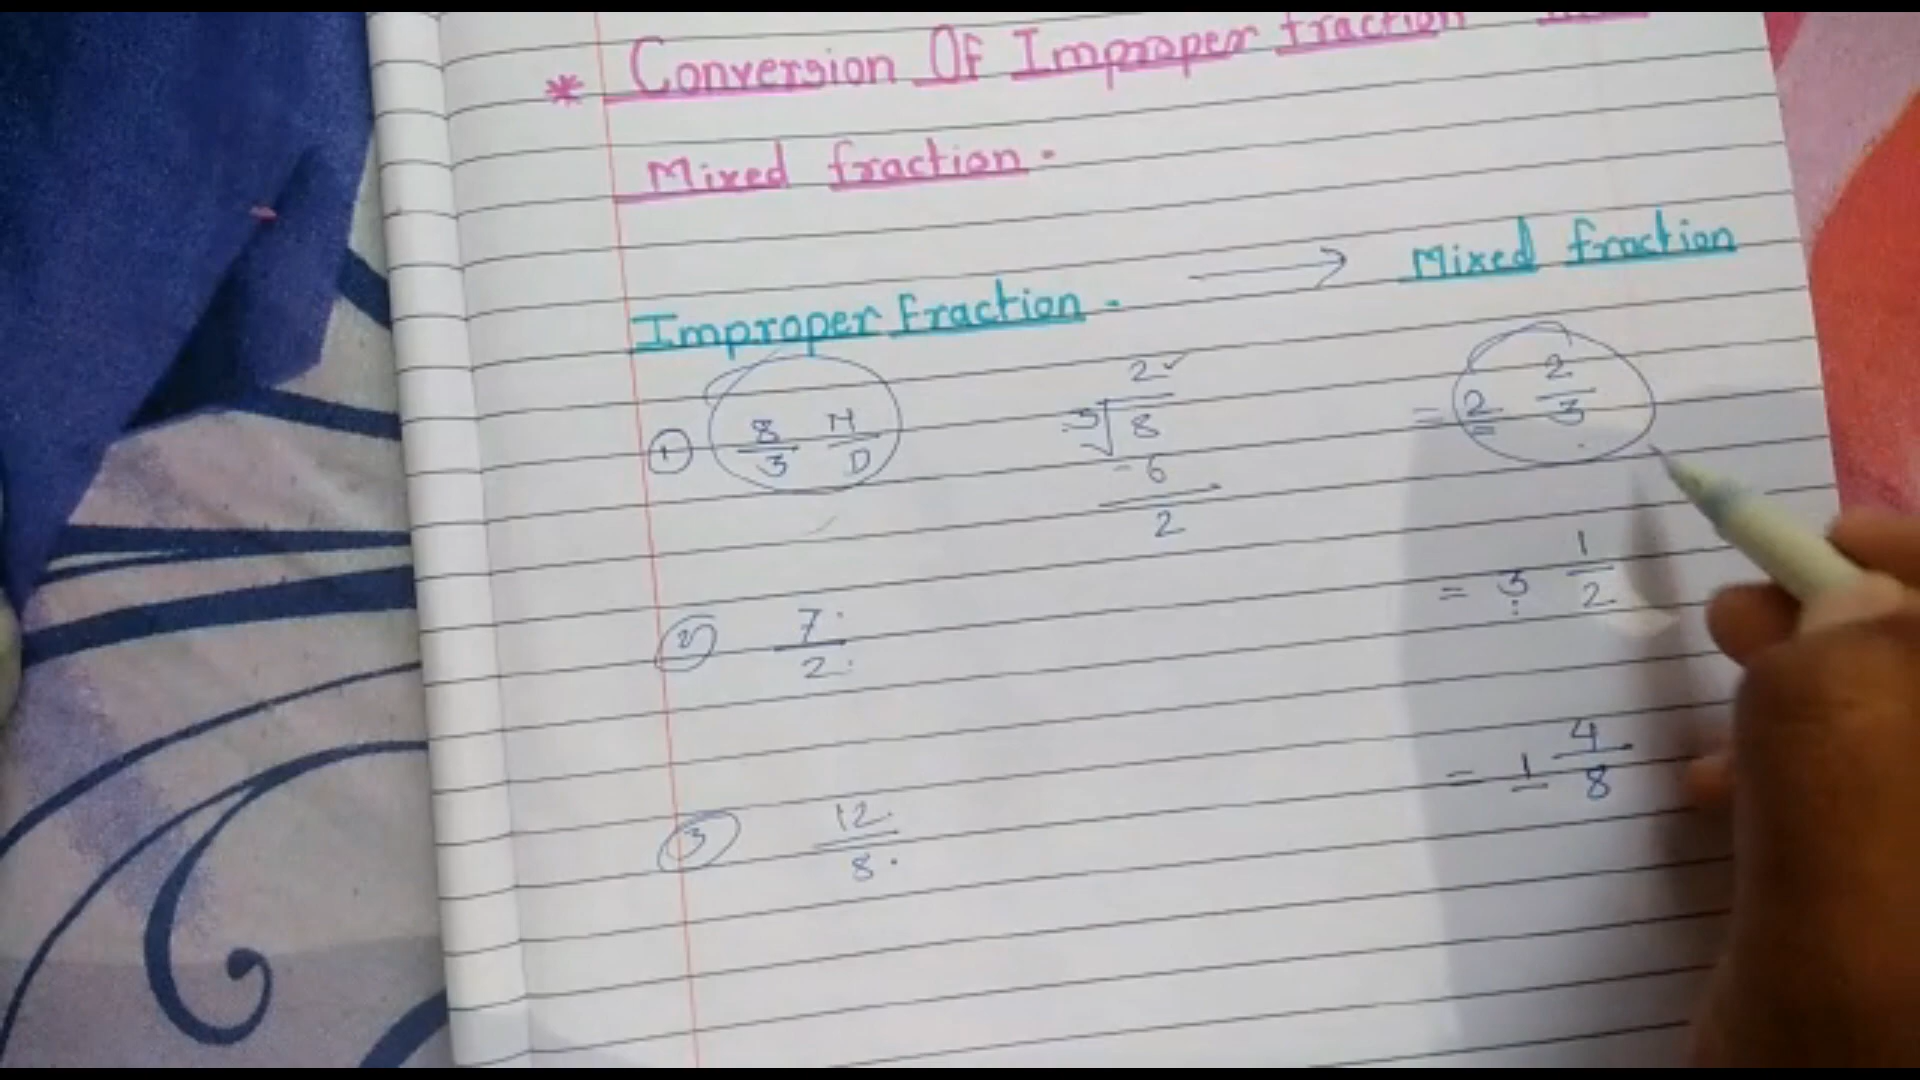 * Conversion Of Improper fraction
Mixed fraction.
Improper Fraction. → Mixed fraction
① 8/3 N/D
2 ✓
3√8
-6
2
= 2 2/3
② 7/2
= 3 1/2
③ 12/8
= 1 4/8